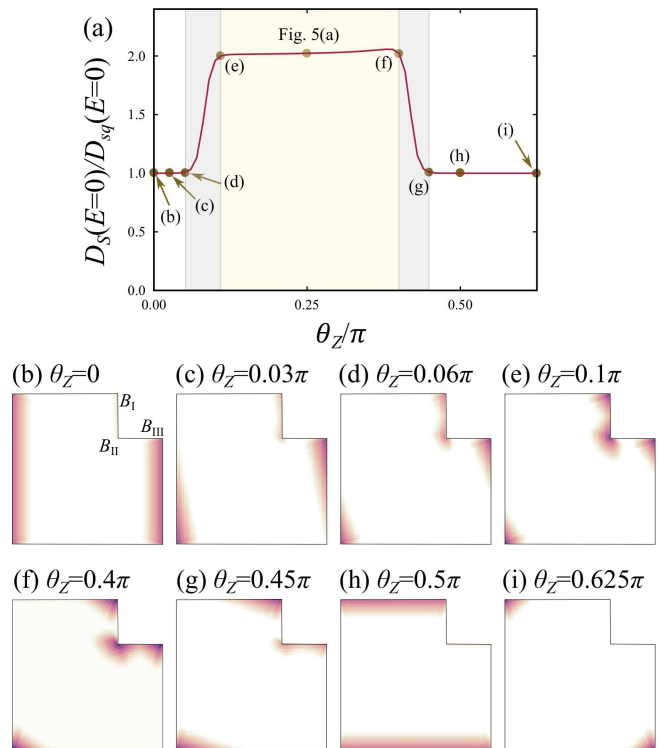 (a)
Fig. 5(a)
2.0
(e)
(f)
1.5
1.0
(b)
(c)
(d)
(g)
(h)
(i)
0.5
0.0
D_S(E=0)/D_{sq}(E=0)
0.00
0.25
0.50
θ_Z/π
(b) θ_Z=0
(c) θ_Z=0.03π
(d) θ_Z=0.06π
(e) θ_Z=0.1π
B_I
B_III
B_II
(f) θ_Z=0.4π
(g) θ_Z=0.45π
(h) θ_Z=0.5π
(i) θ_Z=0.625π